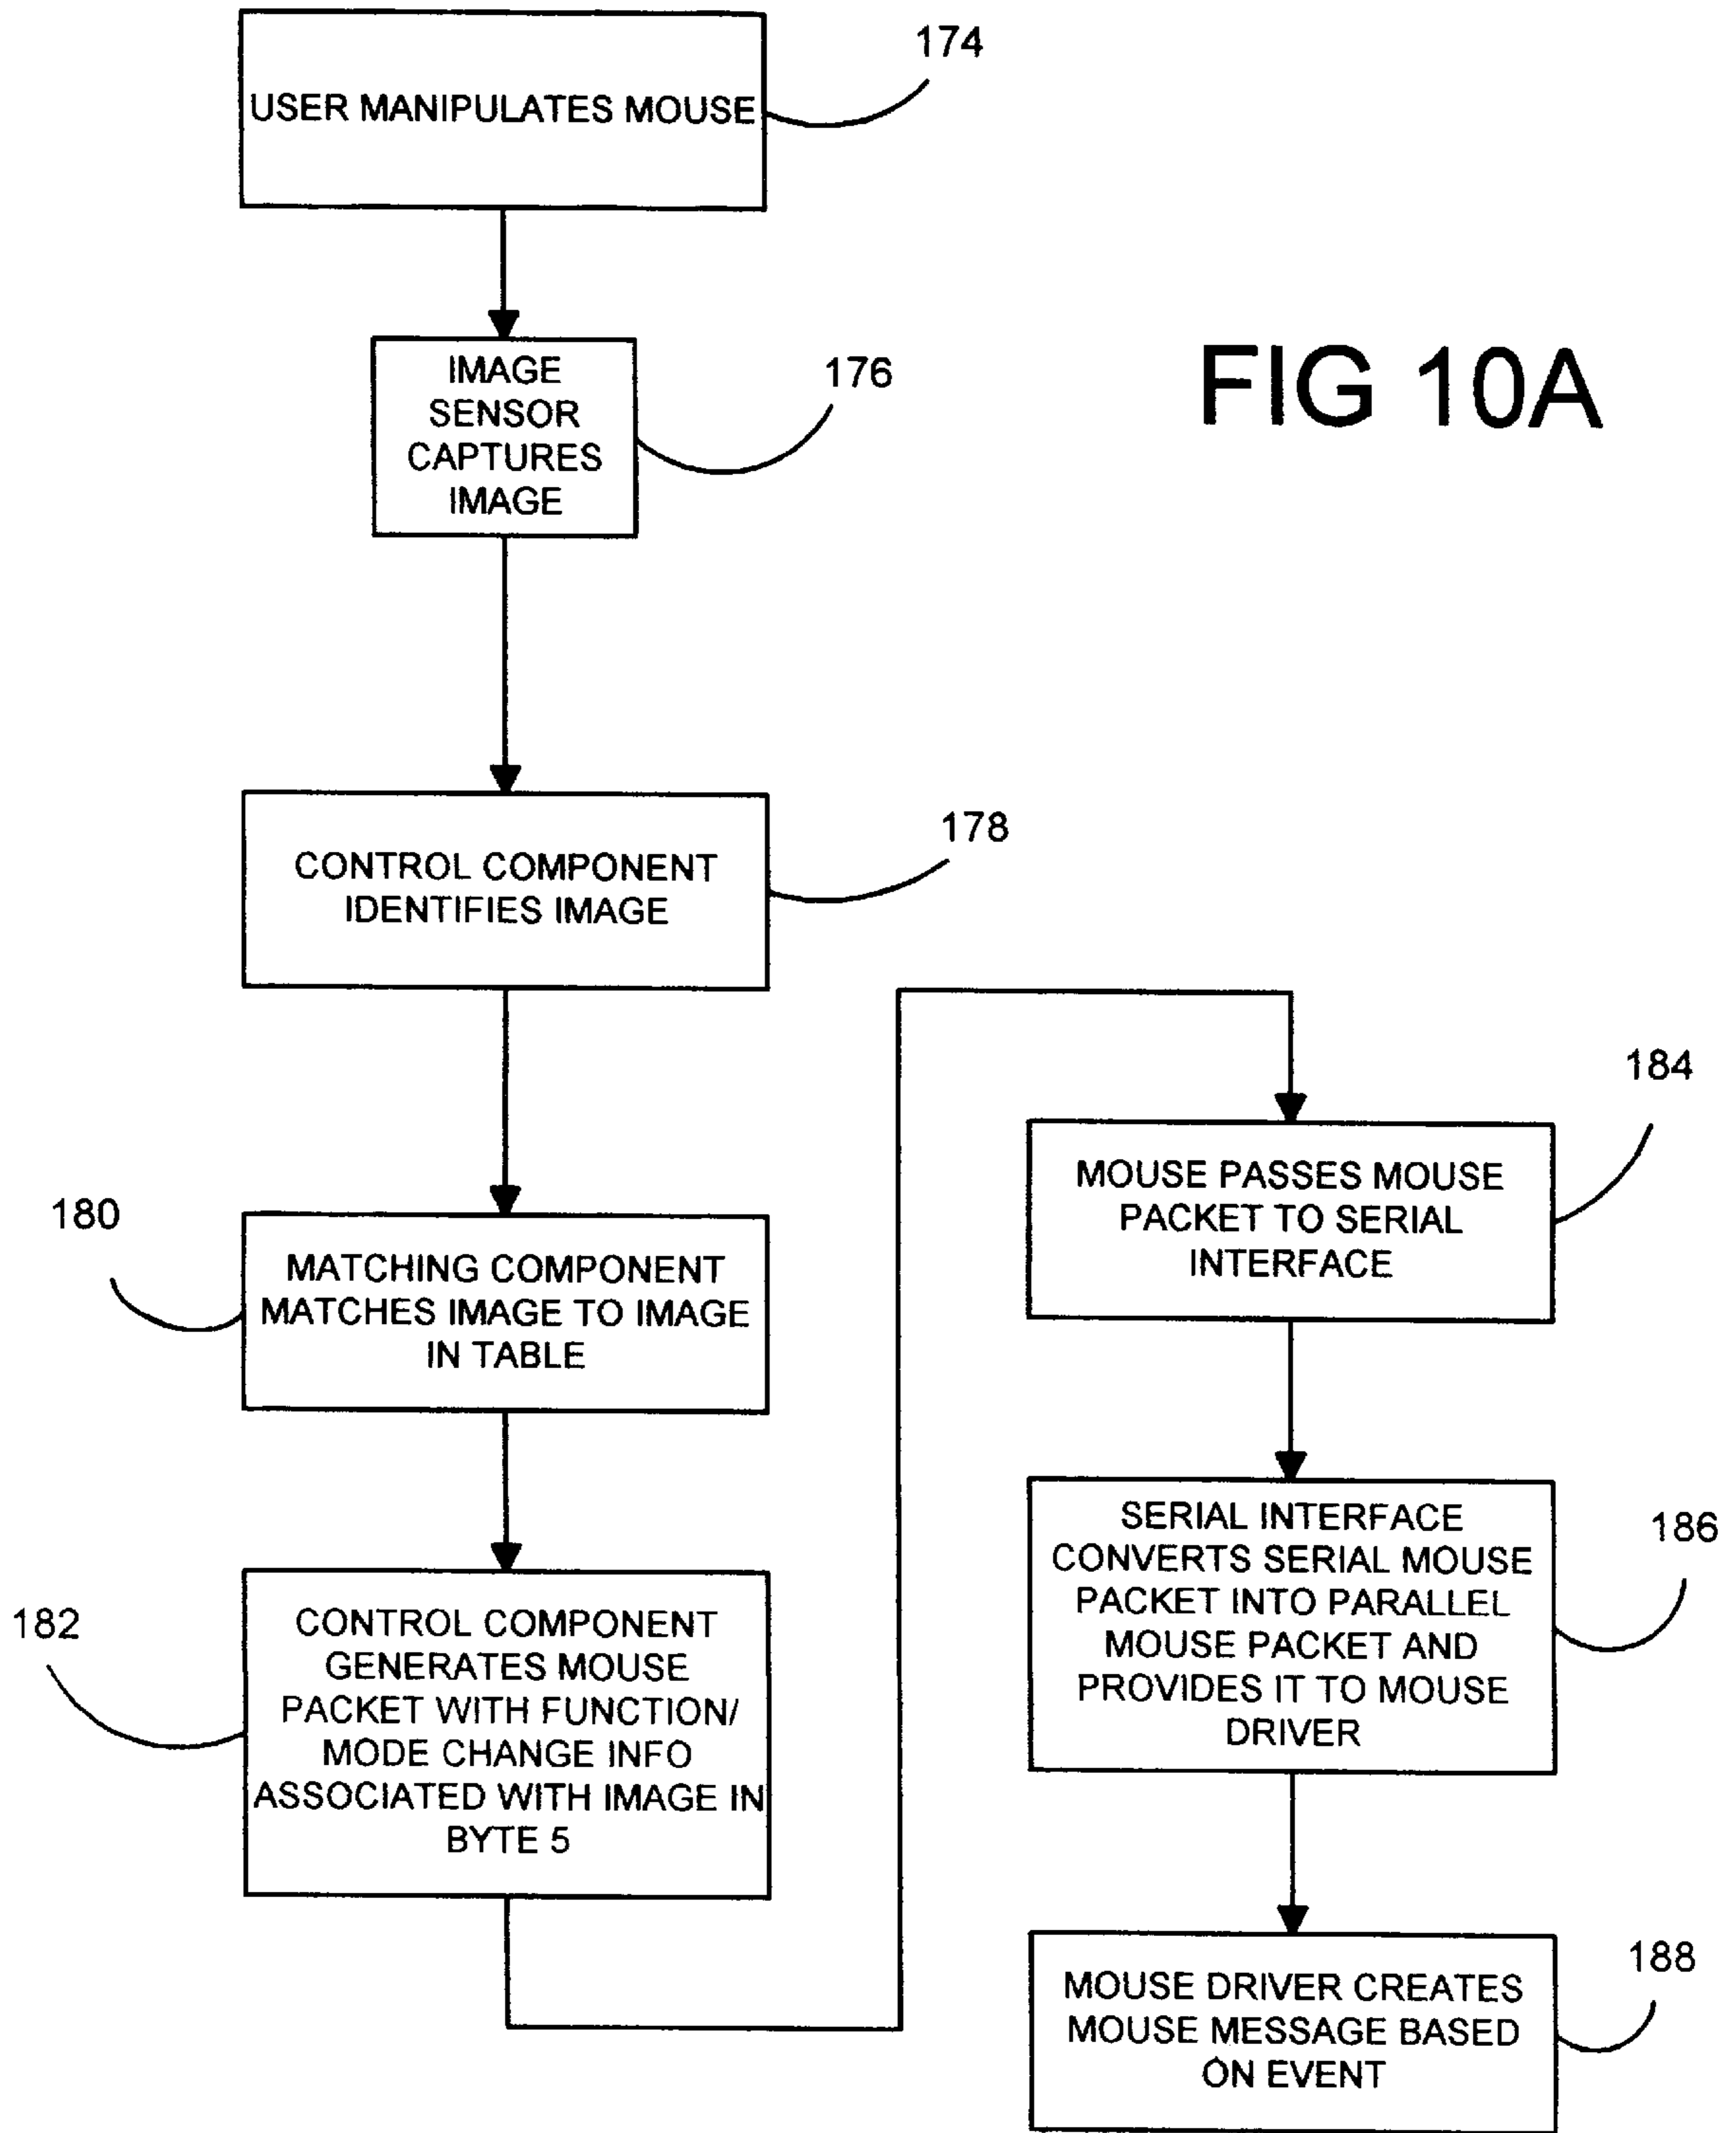 174
USER MANIPULATES MOUSE
FIG 10A
176
IMAGE
SENSOR
CAPTURES
IMAGE
178
CONTROL COMPONENT
IDENTIFIES IMAGE
180
MATCHING COMPONENT
MATCHES IMAGE TO IMAGE
IN TABLE
182
CONTROL COMPONENT
GENERATES MOUSE
PACKET WITH FUNCTION/
MODE CHANGE INFO
ASSOCIATED WITH IMAGE IN
BYTE 5
184
MOUSE PASSES MOUSE
PACKET TO SERIAL
INTERFACE
186
SERIAL INTERFACE
CONVERTS SERIAL MOUSE
PACKET INTO PARALLEL
MOUSE PACKET AND
PROVIDES IT TO MOUSE
DRIVER
188
MOUSE DRIVER CREATES
MOUSE MESSAGE BASED
ON EVENT